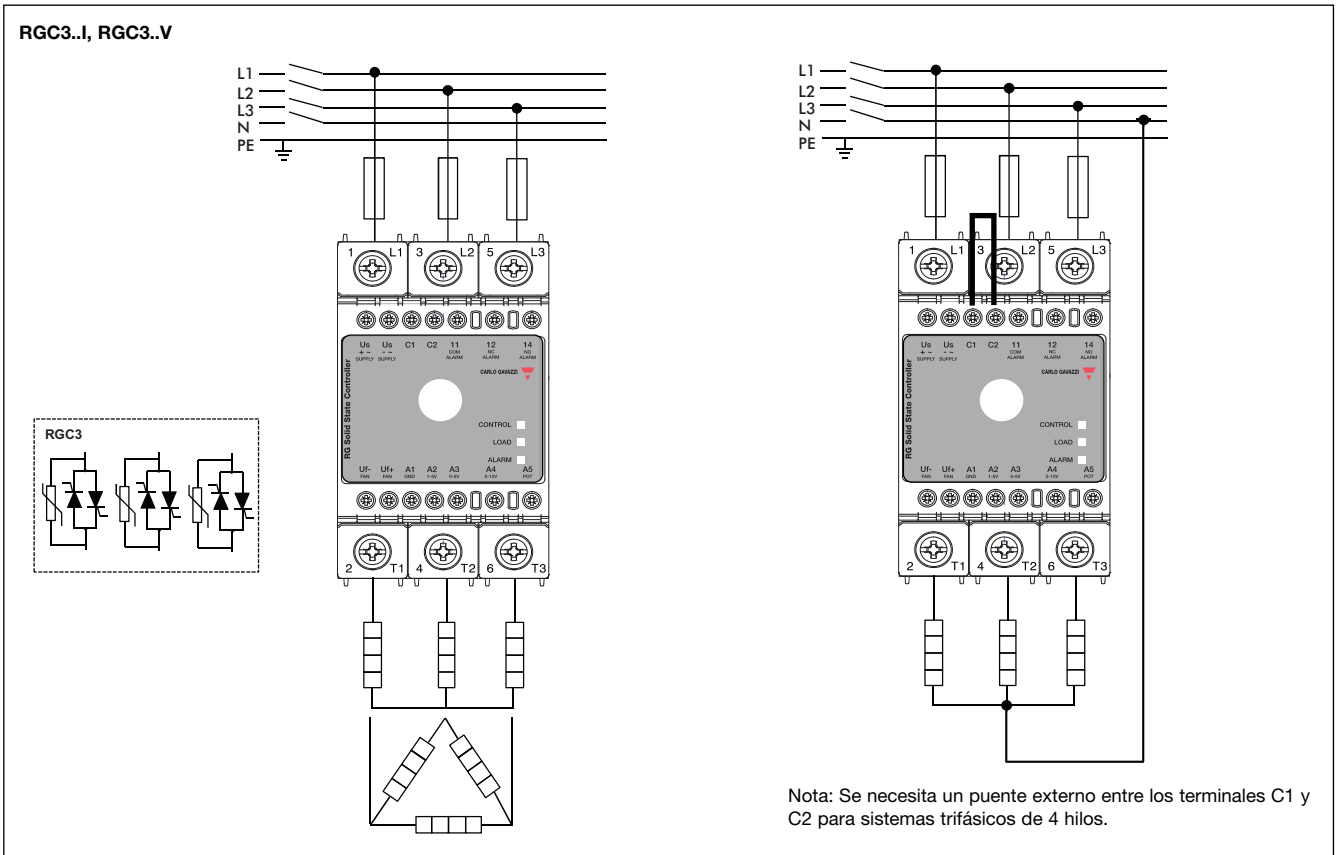 RGC3..I, RGC3..V
L1
L2
L3
N
PE
1 L1 3 L2 5 L3
Us Us C1 C2 11 12 14
+ ~ - ~ COM NC NO
SUPPLY SUPPLY ALARM ALARM ALARM
CARLO GAVAZZI
RG Solid State Controller
CONTROL
LOAD
ALARM
Uf- Uf+ A1 A2 A3 A4 A5
FAN FAN GND 1-5V 0-5V 0-10V POT
2 T1 4 T2 6 T3
RGC3
L1
L2
L3
N
PE
1 L1 3 L2 5 L3
Us Us C1 C2 11 12 14
+ ~ - ~ COM NC NO
SUPPLY SUPPLY ALARM ALARM ALARM
CARLO GAVAZZI
RG Solid State Controller
CONTROL
LOAD
ALARM
Uf- Uf+ A1 A2 A3 A4 A5
FAN FAN GND 1-5V 0-5V 0-10V POT
2 T1 4 T2 6 T3
Nota: Se necesita un puente externo entre los terminales C1 y
C2 para sistemas trifásicos de 4 hilos.